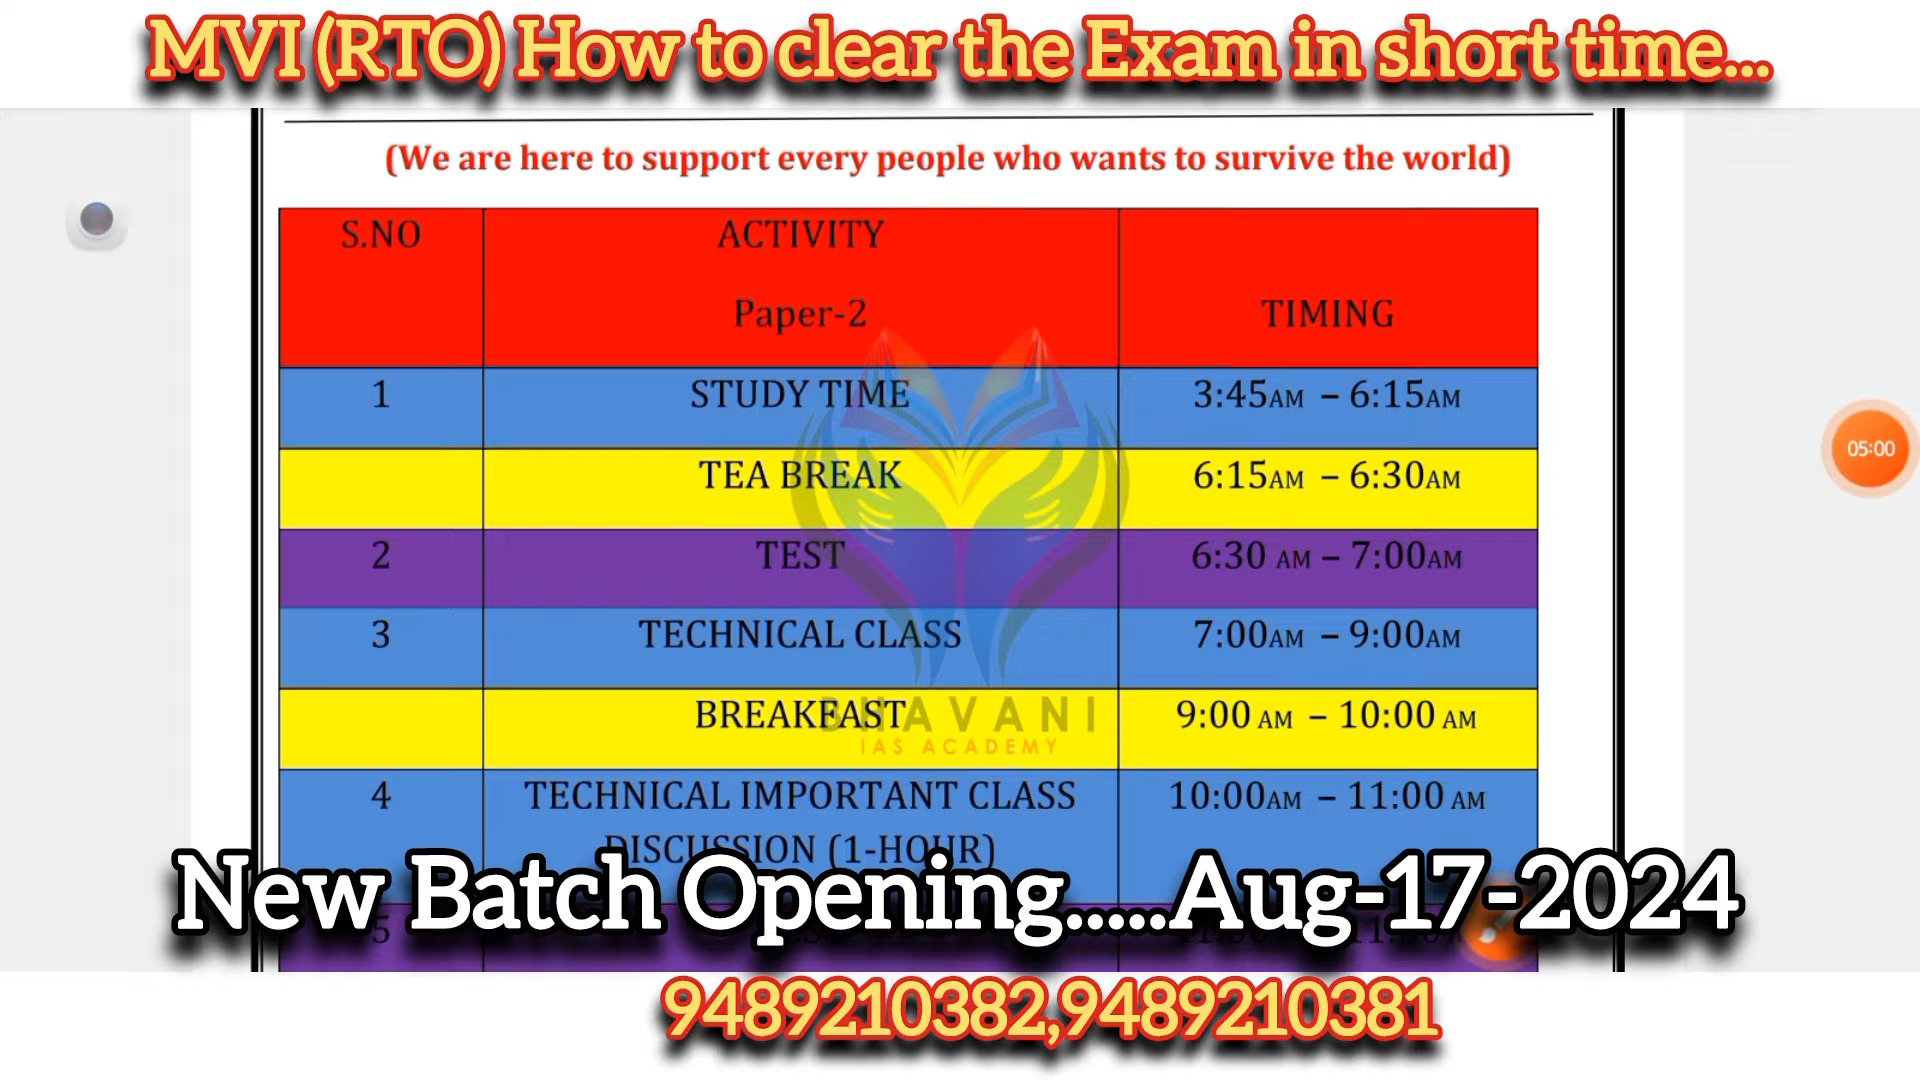 MVI (RTO) How to clear the Exam in short time...
(We are here to support every people who wants to survive the world)
S.NO ACTIVITY
Paper-2 TIMING
1 STUDY TIME 3:45AM – 6:15AM
TEA BREAK 6:15AM – 6:30AM
05:00
2 TEST 6:30 AM – 7:00AM
3 TECHNICAL CLASS 7:00AM – 9:00AM
BREAKFAST 9:00 AM – 10:00 AM
BHAVANI
IAS ACADEMY
4 TECHNICAL IMPORTANT CLASS 10:00AM – 11:00 AM
DISCUSSION (1-HOUR)
New Batch Opening.....Aug-17-2024
5
9489210382,9489210381